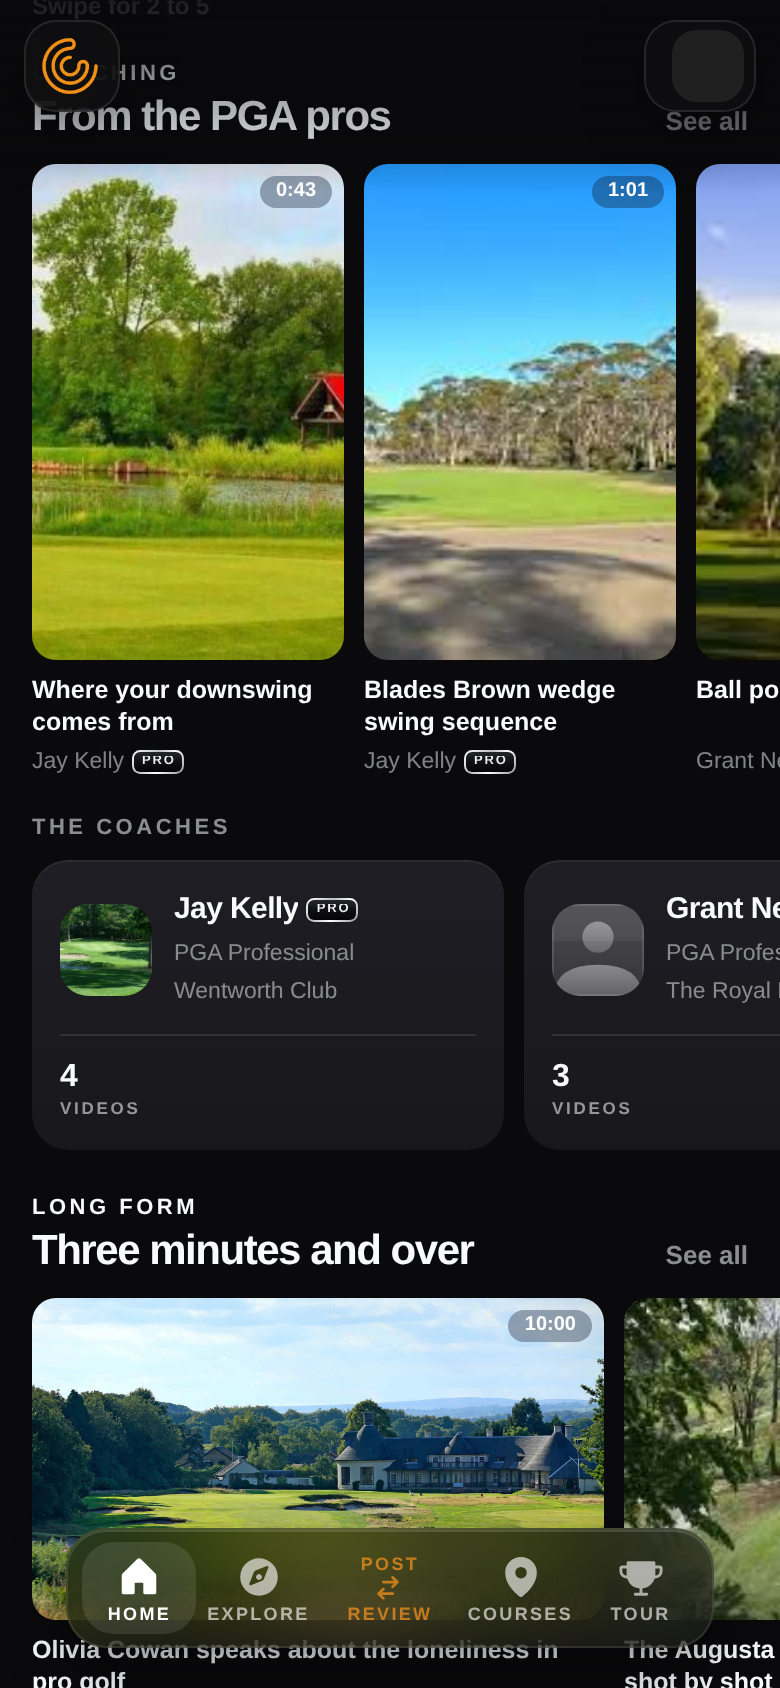 Swipe for 2 to 5
CHING
From the PGA pros
See all
0:43
1:01
Where your downswing
comes from
Jay Kelly PRO
Blades Brown wedge
swing sequence
Jay Kelly PRO
Ball po
Grant Ne
THE COACHES
Jay Kelly PRO
PGA Professional
Wentworth Club
4
VIDEOS
Grant Ne
PGA Profes
The Royal
3
VIDEOS
LONG FORM
Three minutes and over
See all
10:00
POST
HOME
EXPLORE
REVIEW
COURSES
TOUR
Olivia Cowan speaks about the loneliness in
pro golf
The Augusta
shot by shot